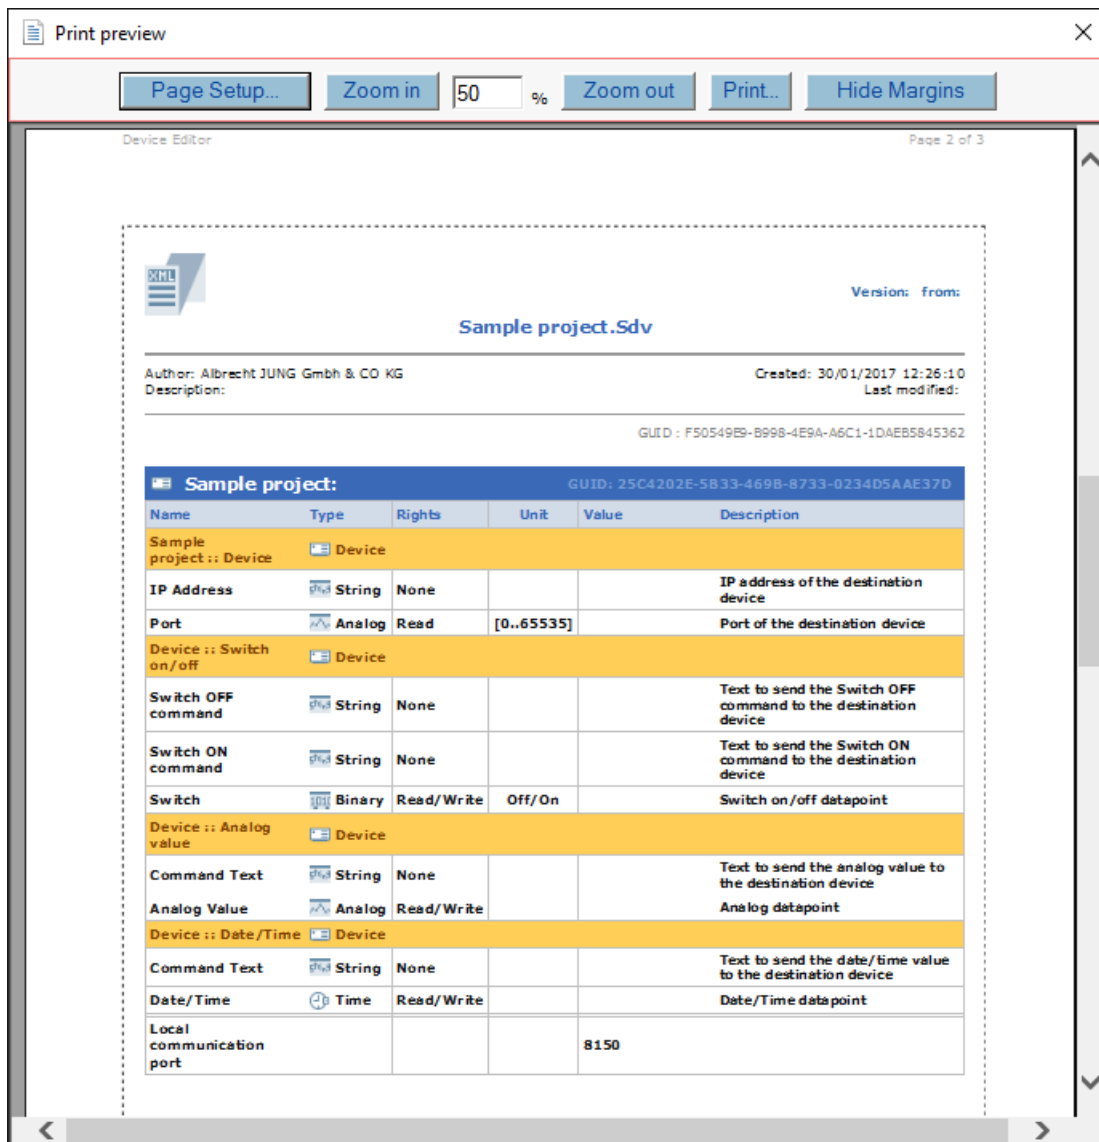 Print preview
Page Setup... Zoom in 50 % Zoom out Print... Hide Margins
Device Editor Page 2 of 3
XML
Version: from:
Sample project.Sdv
Author: Albrecht JUNG Gmbh & CO KG Created: 30/01/2017 12:26:10
Description: Last modified:
GUID : F50549E9-B998-4E9A-A6C1-1DAEB5845362
Sample project: GUID: 25C4202E-5B33-469B-8733-0234D5AAE37D
Name Type Rights Unit Value Description
Sample
project :: Device Device
IP Address String None IP address of the destination
device
Port Analog Read [0..65535] Port of the destination device
Device :: Switch
on/off Device
Switch OFF
command String None Text to send the Switch OFF
command to the destination
device
Switch ON
command String None Text to send the Switch ON
command to the destination
device
Switch Binary Read/Write Off/On Switch on/off datapoint
Device :: Analog
value Device
Command Text String None Text to send the analog value to
the destination device
Analog Value Analog Read/Write Analog datapoint
Device :: Date/Time Device
Command Text String None Text to send the date/time value
to the destination device
Date/Time Time Read/Write Date/Time datapoint
Local
communication
port 8150